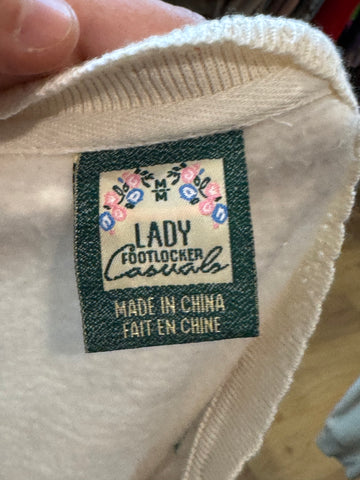 LADY
FOOTLOCKER
Casuals
MADE IN CHINA
FAIT EN CHINE